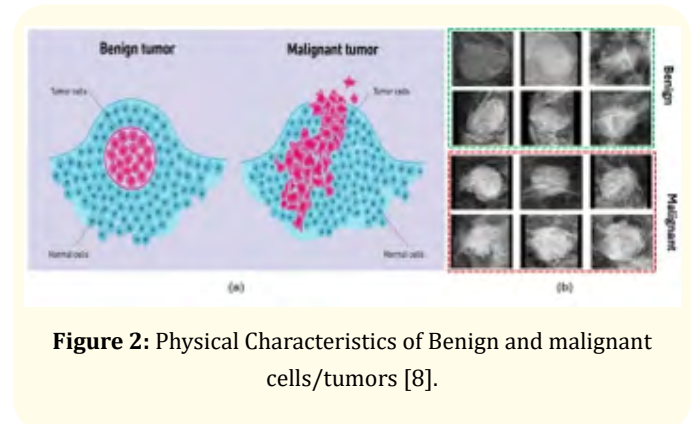 Benign tumor
Malignant tumor
Tumor cells
Tumor cells
Normal cells
Normal cells
(a)
Benign
Malignant
(b)
Figure 2: Physical Characteristics of Benign and malignant
cells/tumors [8].